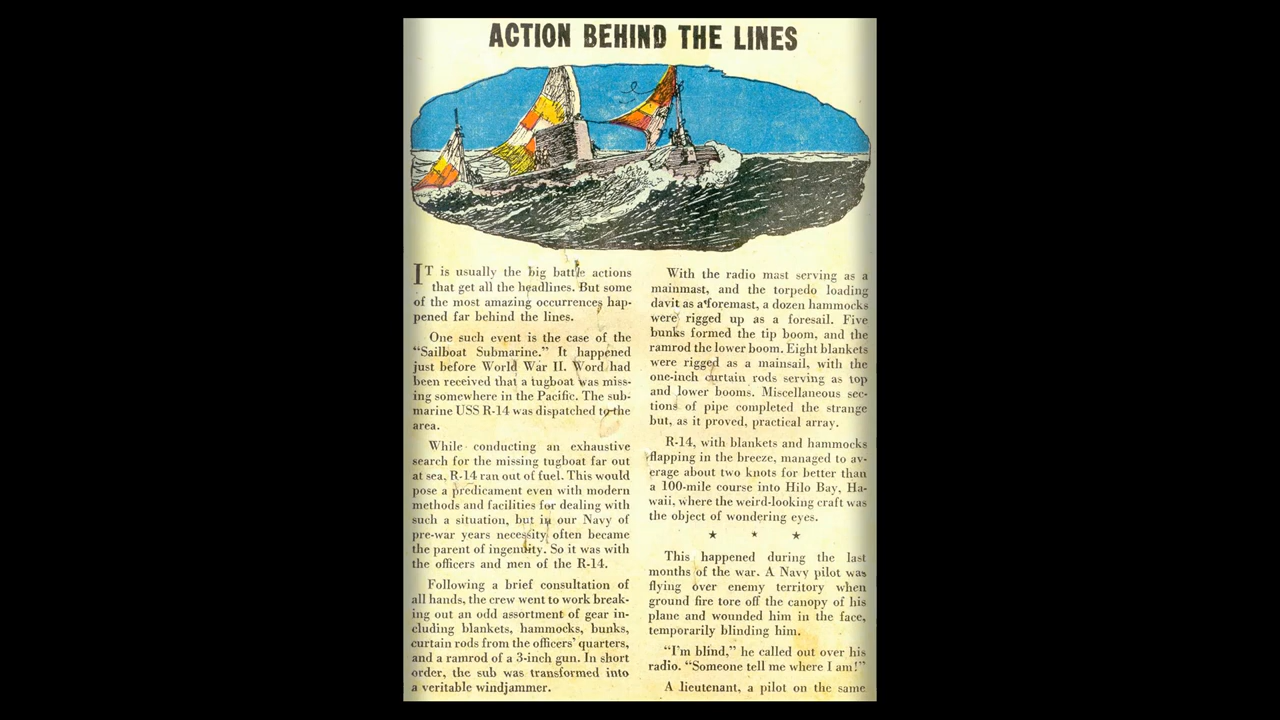 ACTION BEHIND THE LINES
IT is usually the big battle actions
that get all the headlines. But some
of the most amazing occurrences hap-
pened far behind the lines.
One such event is the case of the
“Sailboat Submarine.” It happened
just before World War II. Word had
been received that a tugboat was miss-
ing somewhere in the Pacific. The sub-
marine USS R-14 was dispatched to the
area.
While conducting an exhaustive
search for the missing tugboat far out
at sea, R-14 ran out of fuel. This would
pose a predicament even with modern
methods and facilities for dealing with
such a situation, but in our Navy of
pre-war years necessity often became
the parent of ingenuity. So it was with
the officers and men of the R-14.
Following a brief consultation of
all hands, the crew went to work break-
ing out an odd assortment of gear in-
cluding blankets, hammocks, bunks,
curtain rods from the officers’ quarters,
and a ramrod of a 3-inch gun. In short
order, the sub was transformed into
a veritable windjammer.
With the radio mast serving as a
mainmast, and the torpedo loading
davit as a foremast, a dozen hammocks
were rigged up as a foresail. Five
bunks formed the tip boom, and the
ramrod the lower boom. Eight blankets
were rigged as a mainsail, with the
one-inch curtain rods serving as top
and lower booms. Miscellaneous sec-
tions of pipe completed the strange
but, as it proved, practical array.
R-14, with blankets and hammocks
flapping in the breeze, managed to av-
erage about two knots for better than
a 100-mile course into Hilo Bay, Ha-
waii, where the weird-looking craft was
the object of wondering eyes.
★ ★ ★
This happened during the last
months of the war. A Navy pilot was
flying over enemy territory when
ground fire tore off the canopy of his
plane and wounded him in the face,
temporarily blinding him.
“I’m blind,” he called out over his
radio. “Someone tell me where I am!”
A lieutenant, a pilot on the same